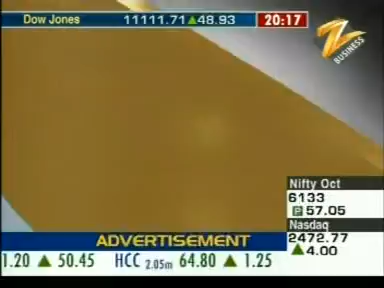 Dow Jones 11111.71 ▲ 48.93 20:17
BUSINESS
Nifty Oct
6133
P 57.05
Nasdaq
2472.77
▲ 4.00
ADVERTISEMENT
1.20 ▲ 50.45 HCC 2.05m 64.80 ▲ 1.25